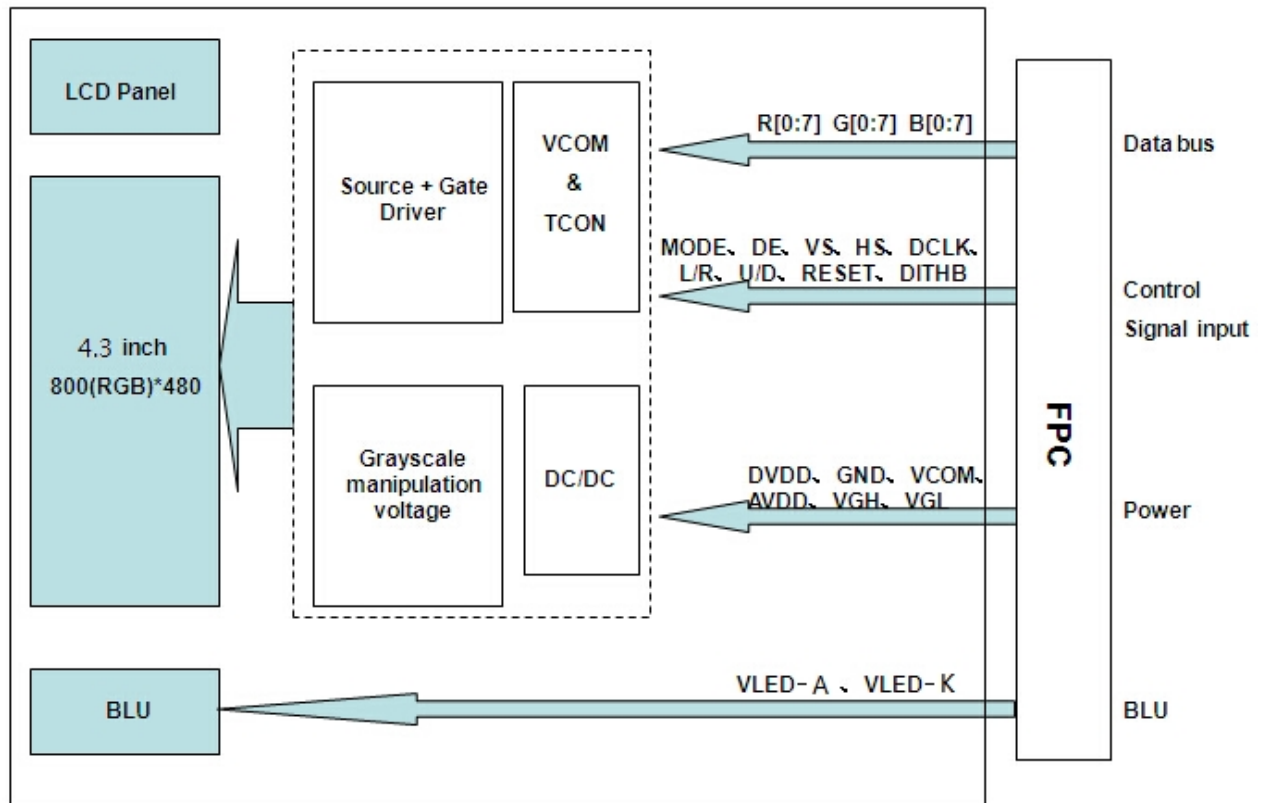 LCD Panel
4.3 inch
800(RGB)*480
BLU
Source + Gate
Driver
VCOM
&
TCON
Grayscale
manipulation
voltage
DC/DC
R[0:7] G[0:7] B[0:7]
MODE、DE、VS、HS、DCLK、
L/R、U/D、RESET、DITHB
DVDD、GND、VCOM、
AVDD、VGH、VGL
VLED-A 、VLED-K
FPC
Data bus
Control
Signal input
Power
BLU